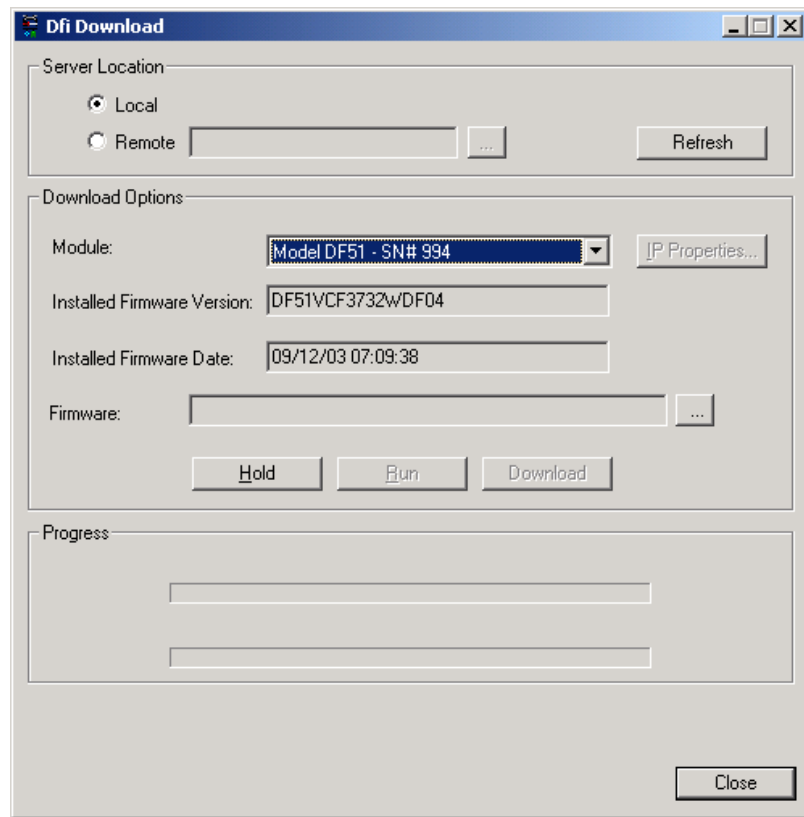 Dfi Download
Server Location
Local
Remote ... Refresh
Download Options
Module: Model DF51 - SN# 994 IP Properties...
Installed Firmware Version: DF51VCF3732WDF04
Installed Firmware Date: 09/12/03 07:09:38
Firmware: ...
Hold Run Download
Progress
Close